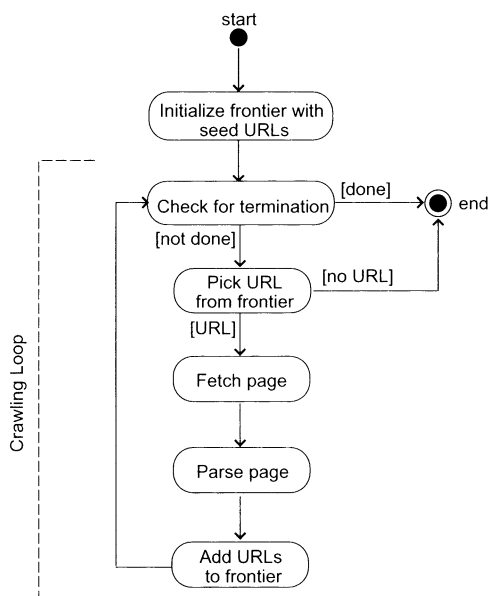 start
Initialize frontier with
seed URLs
[done]
Check for termination
end
[not done]
Pick URL
from frontier
[no URL]
[URL]
Fetch page
Crawling Loop
Parse page
Add URLs
to frontier